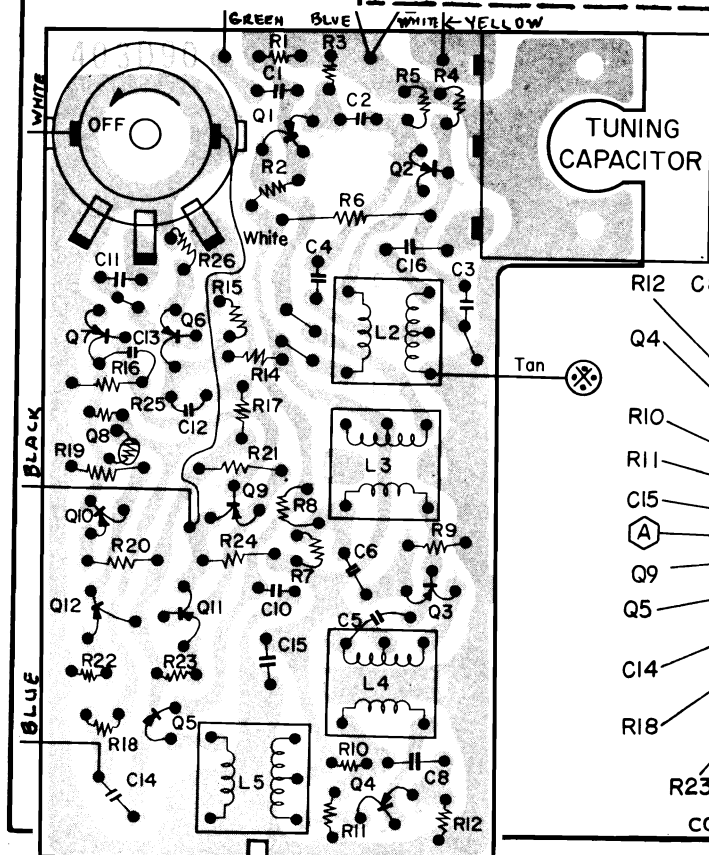 GREEN BLUE WHITE YELLOW
403D90 R1 R3
C1 R5 R4
WHITE OFF Q1 C2
TUNING
CAPACITOR
R2 Q2
R6
White
R26 C4 C16 C3
C11 R15 R12
Q7 C13 Q6 L2 Q4
R16 R14 Tan
R25 C12 R17
BLACK Q8 R10
R19 R21 L3 R11
Q9 C15
Q10 R8 A
R20 R24 R7 C6 R9 Q9
Q12 Q11 C10 C5 Q3 Q5
C15
R22 R23 L4 C14
BLUE Q5 R18
R18
C14 L5 R10 C8
Q4 R23
R11 R12 CO